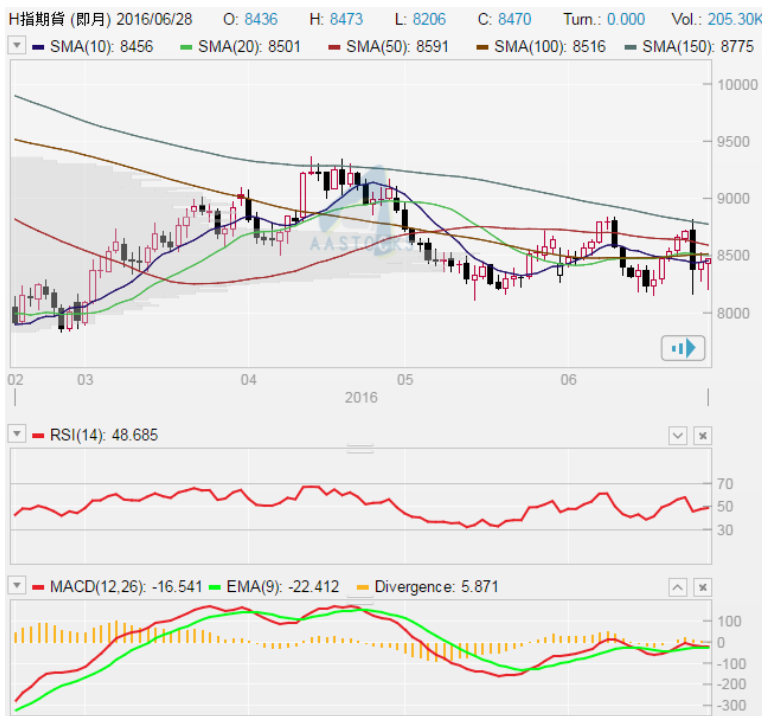 H指期貨 (即月) 2016/06/28 O: 8436 H: 8473 L: 8206 C: 8470 Turn.: 0.000 Vol.: 205.30K
SMA(10): 8456 SMA(20): 8501 SMA(50): 8591 SMA(100): 8516 SMA(150): 8775
10000
9500
9000
AASTOCKS
8500
8000
02 03 04 05 06
2016
RSI(14): 48.685
70
50
30
MACD(12,26): -16.541 EMA(9): -22.412 Divergence: 5.871
100
0
-100
-200
-300